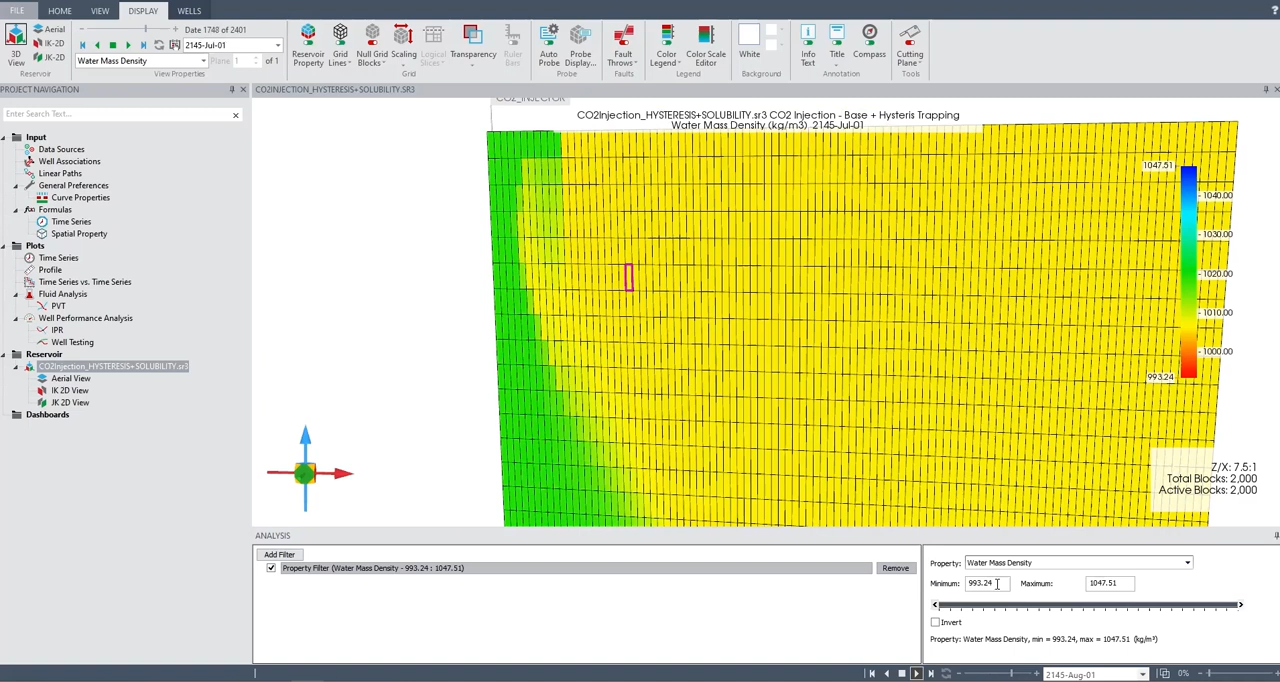 FILE
HOME
VIEW
DISPLAY
WELLS
3D
View
Aerial
IK-2D
JK-2D
Reservoir
Date 1748 of 2401
2145-Jul-01
Water Mass Density
Plane
1
of 1
View Properties
Reservoir
Property
Grid
Lines
Null Grid
Blocks
Scaling
Logical
Slices
Transparency
Ruler
Bars
Grid
Auto
Probe
Probe
Display...
Probe
Fault
Throws
Faults
Color
Legend
Color Scale
Editor
Legend
White
Background
Info
Text
Title
Compass
Annotation
Cutting
Plane
Tools
PROJECT NAVIGATION
Enter Search Text...
Input
Data Sources
Well Associations
Linear Paths
General Preferences
Curve Properties
Formulas
Time Series
Spatial Property
Plots
Time Series
Profile
Time Series vs. Time Series
Fluid Analysis
PVT
Well Performance Analysis
IPR
Well Testing
Reservoir
CO2Injection_HYSTERESIS+SOLUBILITY.sr3
Aerial View
IK 2D View
JK 2D View
Dashboards
CO2INJECTION_HYSTERESIS+SOLUBILITY.SR3
CO2_INJECTOR
CO2Injection_HYSTERESIS+SOLUBILITY.sr3 CO2 Injection - Base + Hysteris Trapping
Water Mass Density (kg/m3) 2145-Jul-01
1047.51
1040.00
1030.00
1020.00
1010.00
1000.00
993.24
Z/X: 7.5:1
Total Blocks: 2,000
Active Blocks: 2,000
ANALYSIS
Add Filter
Property Filter (Water Mass Density - 993.24 : 1047.51)
Remove
Property: Water Mass Density
Minimum: 993.24 Maximum: 1047.51
Invert
Property: Water Mass Density, min = 993.24, max = 1047.51 (kg/m³)
2145-Aug-01
0%